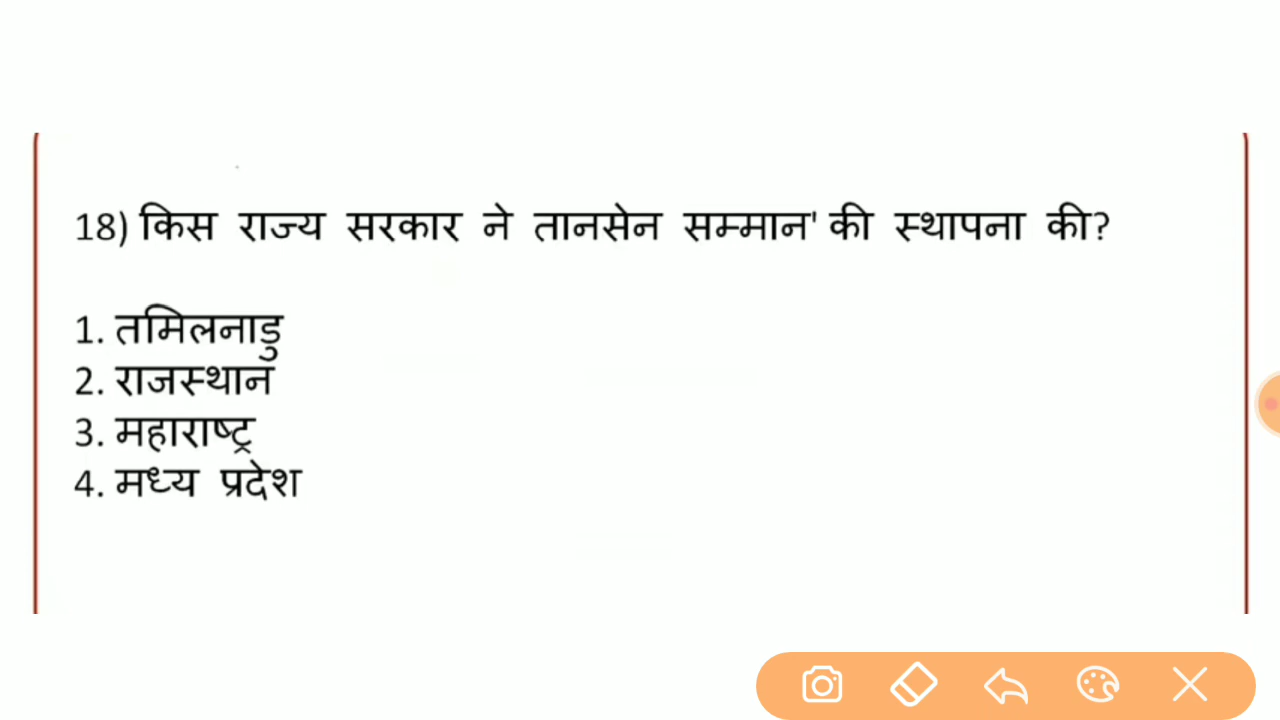 18) किस राज्य सरकार ने तानसेन सम्मान' की स्थापना की?
1. तमिलनाडु
2. राजस्थान
3. महाराष्ट्र
4. मध्य प्रदेश